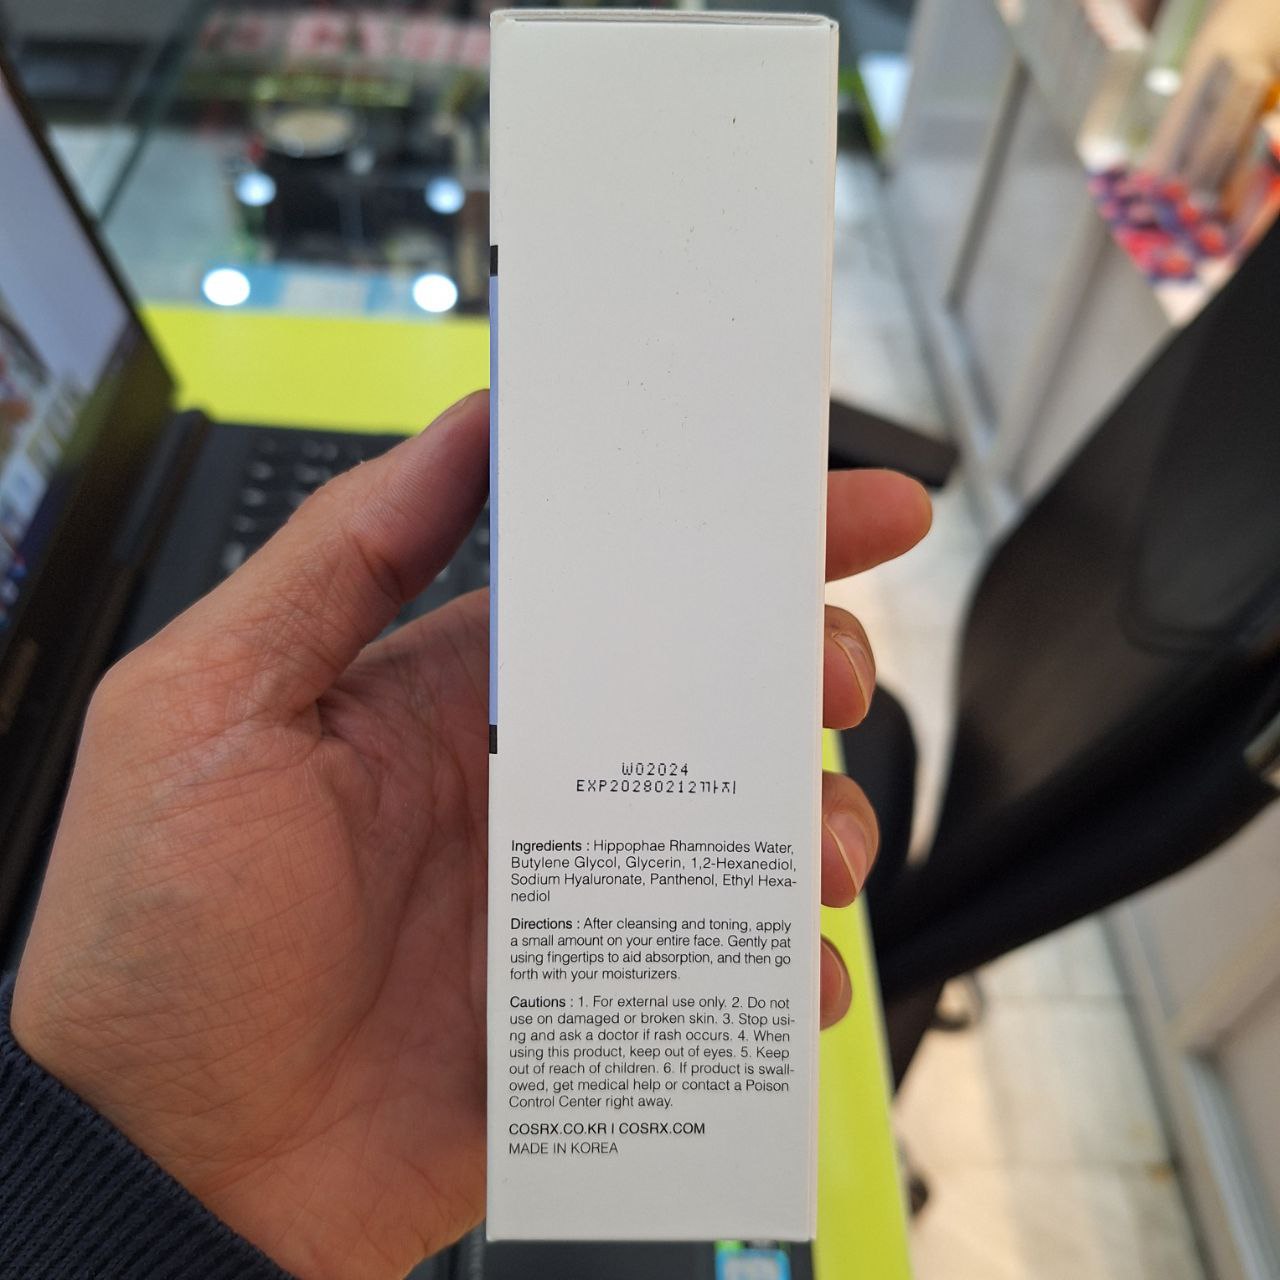 W02024
EXP20280212까지
Ingredients : Hippophae Rhamnoides Water,
Butylene Glycol, Glycerin, 1,2-Hexanediol,
Sodium Hyaluronate, Panthenol, Ethyl Hexa-
nediol
Directions : After cleansing and toning, apply
a small amount on your entire face. Gently pat
using fingertips to aid absorption, and then go
forth with your moisturizers.
Cautions : 1. For external use only. 2. Do not
use on damaged or broken skin. 3. Stop usi-
ng and ask a doctor if rash occurs. 4. When
using this product, keep out of eyes. 5. Keep
out of reach of children. 6. If product is swall-
owed, get medical help or contact a Poison
Control Center right away.
COSRX.CO.KR I COSRX.COM
MADE IN KOREA